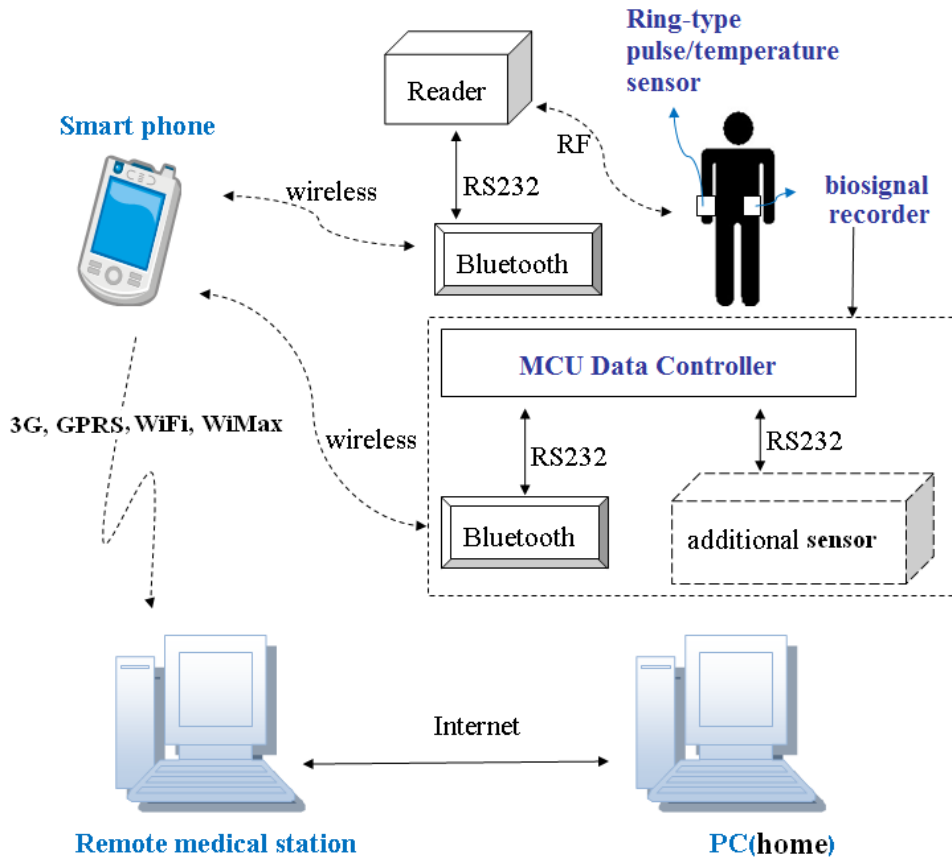 Ring-type
pulse/temperature
sensor
Reader
Smart phone
RF
wireless
RS232
biosignal
recorder
Bluetooth
MCU Data Controller
3G, GPRS, WiFi, WiMax
wireless
RS232
RS232
Bluetooth
additional sensor
Internet
Remote medical station
PC(home)